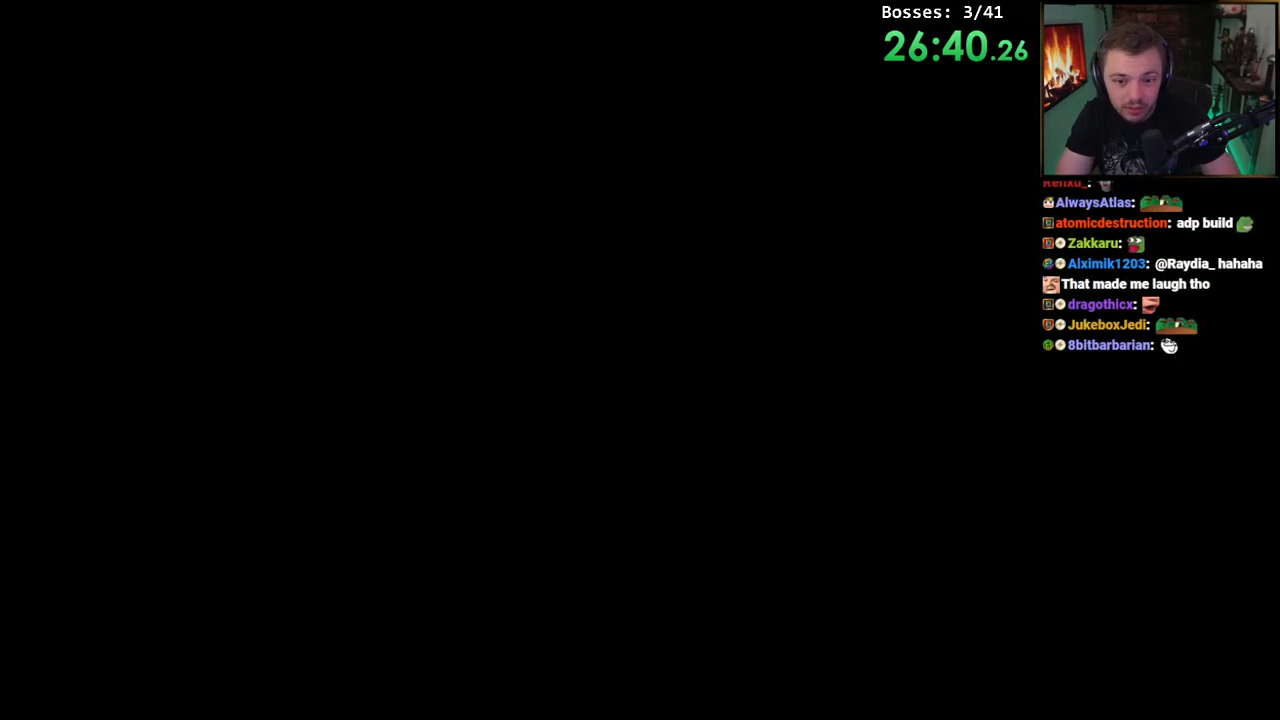 Bosses: 3/41
26:40.26
Renxu_:
AlwaysAtlas:
atomicdestruction: adp build
Zakkaru:
Alximik1203: @Raydia_ hahaha
That made me laugh tho
dragothicx:
JukeboxJedi:
8bitbarbarian: